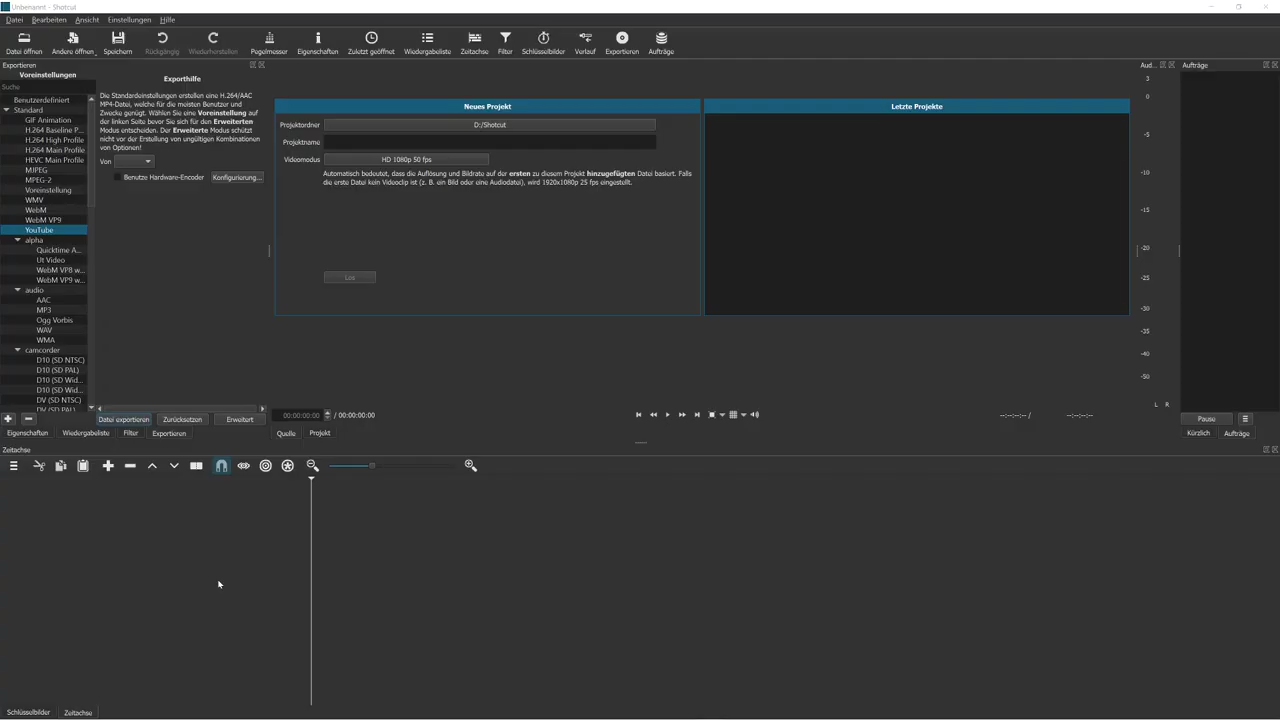 Unbenannt - Shotcut
Datei Bearbeiten Ansicht Einstellungen Hilfe
Datei öffnen Andere öffnen Speichern Rückgängig Wiederherstellen Pegelmesser Eigenschaften Zuletzt geöffnet Wiedergabeliste Zeitachse Filter Schlüsselbilder Verlauf Exportieren Aufträge
Exportieren
Voreinstellungen
Suche
Benutzerdefiniert
Standard
GIF Animation
H.264 Baseline P...
H.264 High Profile
H.264 Main Profile
HEVC Main Profile
MJPEG
MPEG-2
Voreinstellung
WMV
WebM
WebM VP9
YouTube
alpha
Quicktime A...
Ut Video
WebM VP8 w...
WebM VP9 w...
audio
AAC
MP3
Ogg Vorbis
WAV
WMA
camcorder
D10 (SD NTSC)
D10 (SD PAL)
D10 (SD Wid...
D10 (SD Wid...
DV (SD NTSC)
DV (SD PAL)
Exporthilfe
Die Standardeinstellungen erstellen eine H.264/AAC
MP4-Datei, welche für die meisten Benutzer und
Zwecke genügt. Wählen Sie eine Voreinstellung auf
der linken Seite bevor Sie sich für den Erweiterten
Modus entscheiden. Der Erweiterte Modus schützt
nicht vor der Erstellung von ungültigen Kombinationen
von Optionen!
Von
Benutze Hardware-Encoder Konfigurierung...
Datei exportieren Zurücksetzen Erweitert
Eigenschaften Wiedergabeliste Filter Exportieren
Neues Projekt
Projektordner D:/Shotcut
Projektname
Videomodus HD 1080p 50 fps
Automatisch bedeutet, dass die Auflösung und Bildrate auf der ersten zu diesem Projekt hinzugefügten Datei basiert. Falls
die erste Datei kein Videoclip ist (z. B. ein Bild oder eine Audiodatei), wird 1920x1080p 25 fps eingestellt.
Los
Letzte Projekte
00:00:00:00 / 00:00:00:00
--:--:--:-- / --:--:--:--
Quelle Projekt
Aud...
3
0
-5
-10
-15
-20
-25
-30
-35
-40
-50
L R
Aufträge
Pause
Kürzlich Aufträge
Zeitachse
Schlüsselbilder Zeitachse